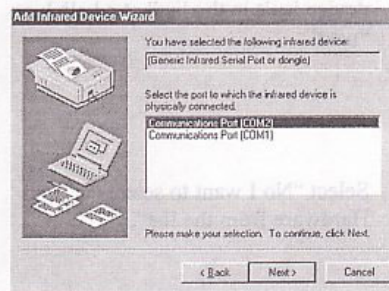 Add Infrared Device Wizard
You have selected the following infrared device:
(Generic Infrared Serial Port or dongle)
Select the port to which the infrared device is
physically connected.
Communications Port (COM2)
Communications Port (COM1)
Please make your selection. To continue, click Next.
< Back Next > Cancel